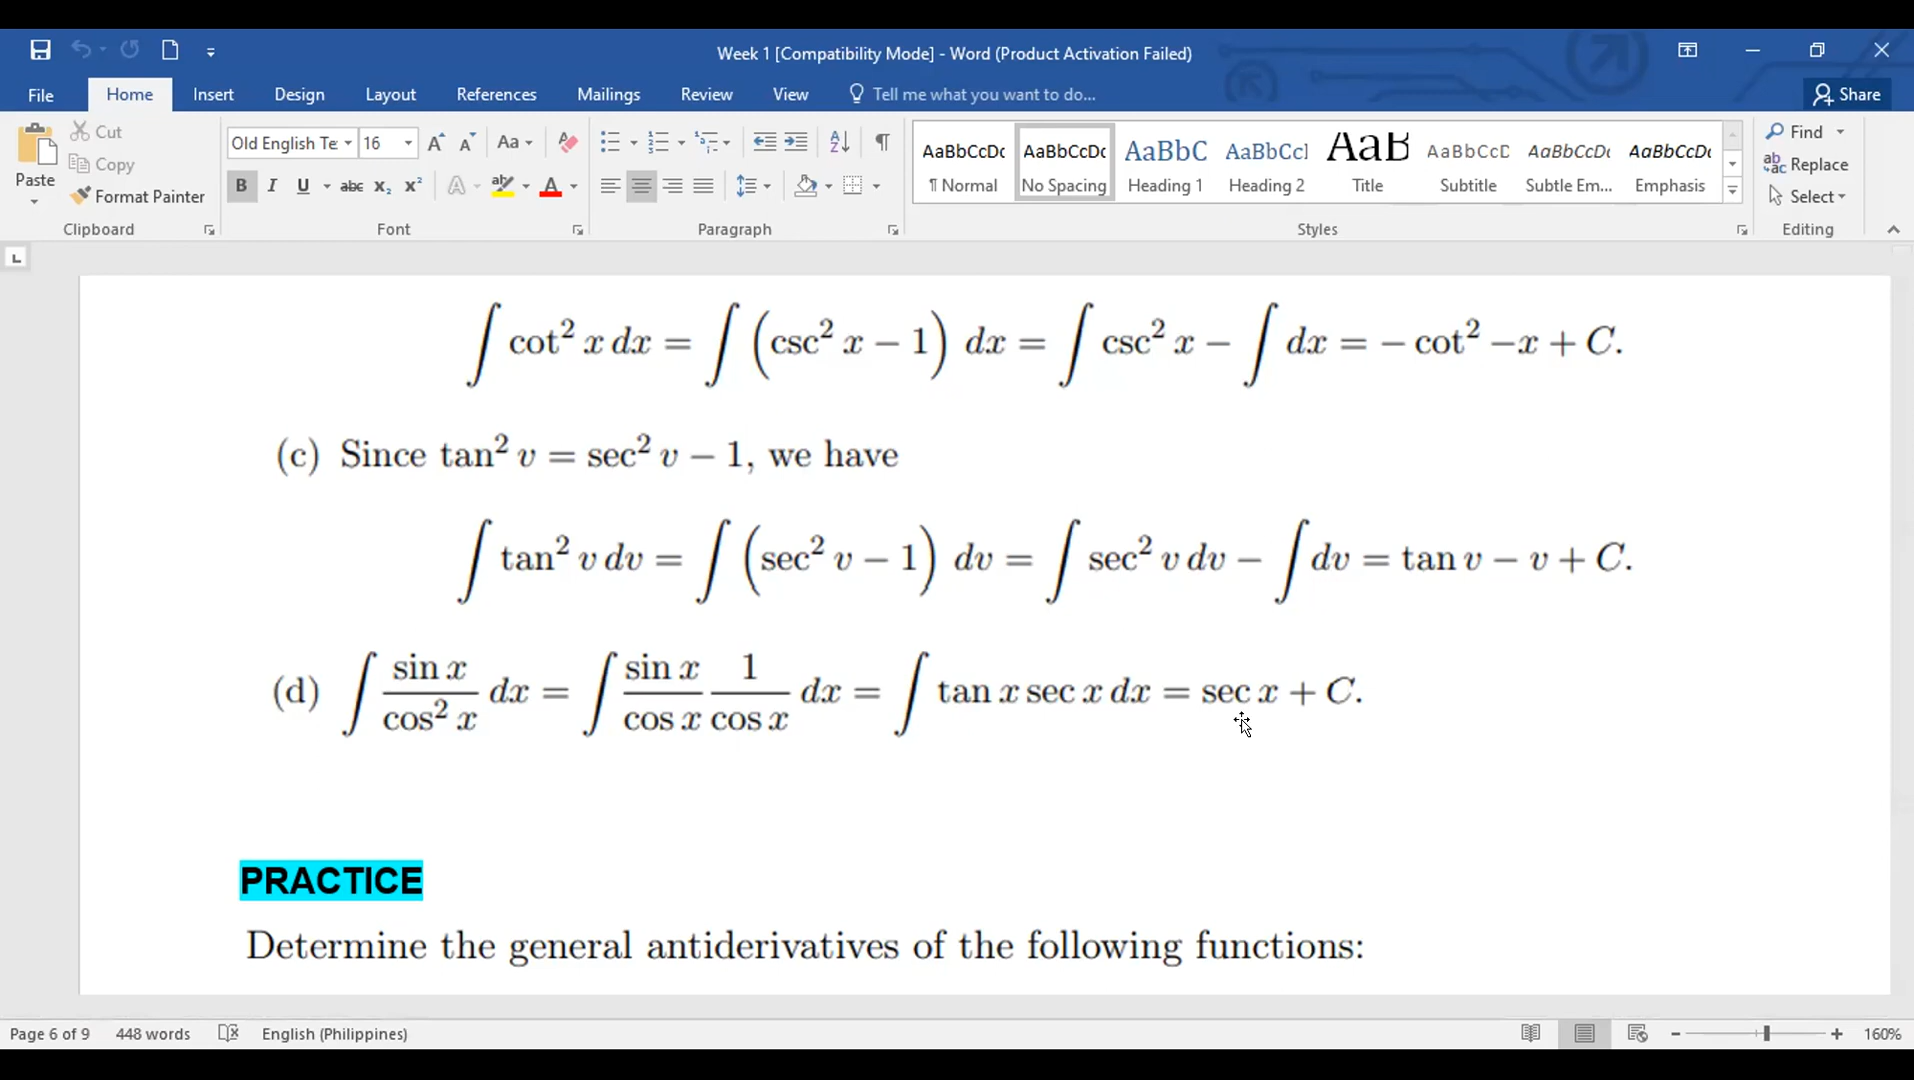 Week 1 [Compatibility Mode] - Word (Product Activation Failed)
File Home Insert Design Layout References Mailings Review View Tell me what you want to do... Share
Paste
Cut
Copy
Format Painter
Clipboard
Old English Te 16
Aa
B I U abc x₂ x² A ab A
Font
Paragraph
AaBbCcDc AaBbCcDc AaBbC AaBbCcI AaB AaBbCcD AaBbCcDc AaBbCcDc
¶ Normal No Spacing Heading 1 Heading 2 Title Subtitle Subtle Em... Emphasis
Styles
Find
Replace
Select
Editing
∫ cot² x dx = ∫ (csc² x − 1) dx = ∫ csc² x − ∫ dx = − cot² −x + C.
(c) Since tan² v = sec² v − 1, we have
∫ tan² v dv = ∫ (sec² v − 1) dv = ∫ sec² v dv − ∫ dv = tan v − v + C.
(d) ∫ sin x / cos² x dx = ∫ sin x / cos x 1 / cos x dx = ∫ tan x sec x dx = sec x + C.
PRACTICE
Determine the general antiderivatives of the following functions:
Page 6 of 9 448 words English (Philippines) 160%